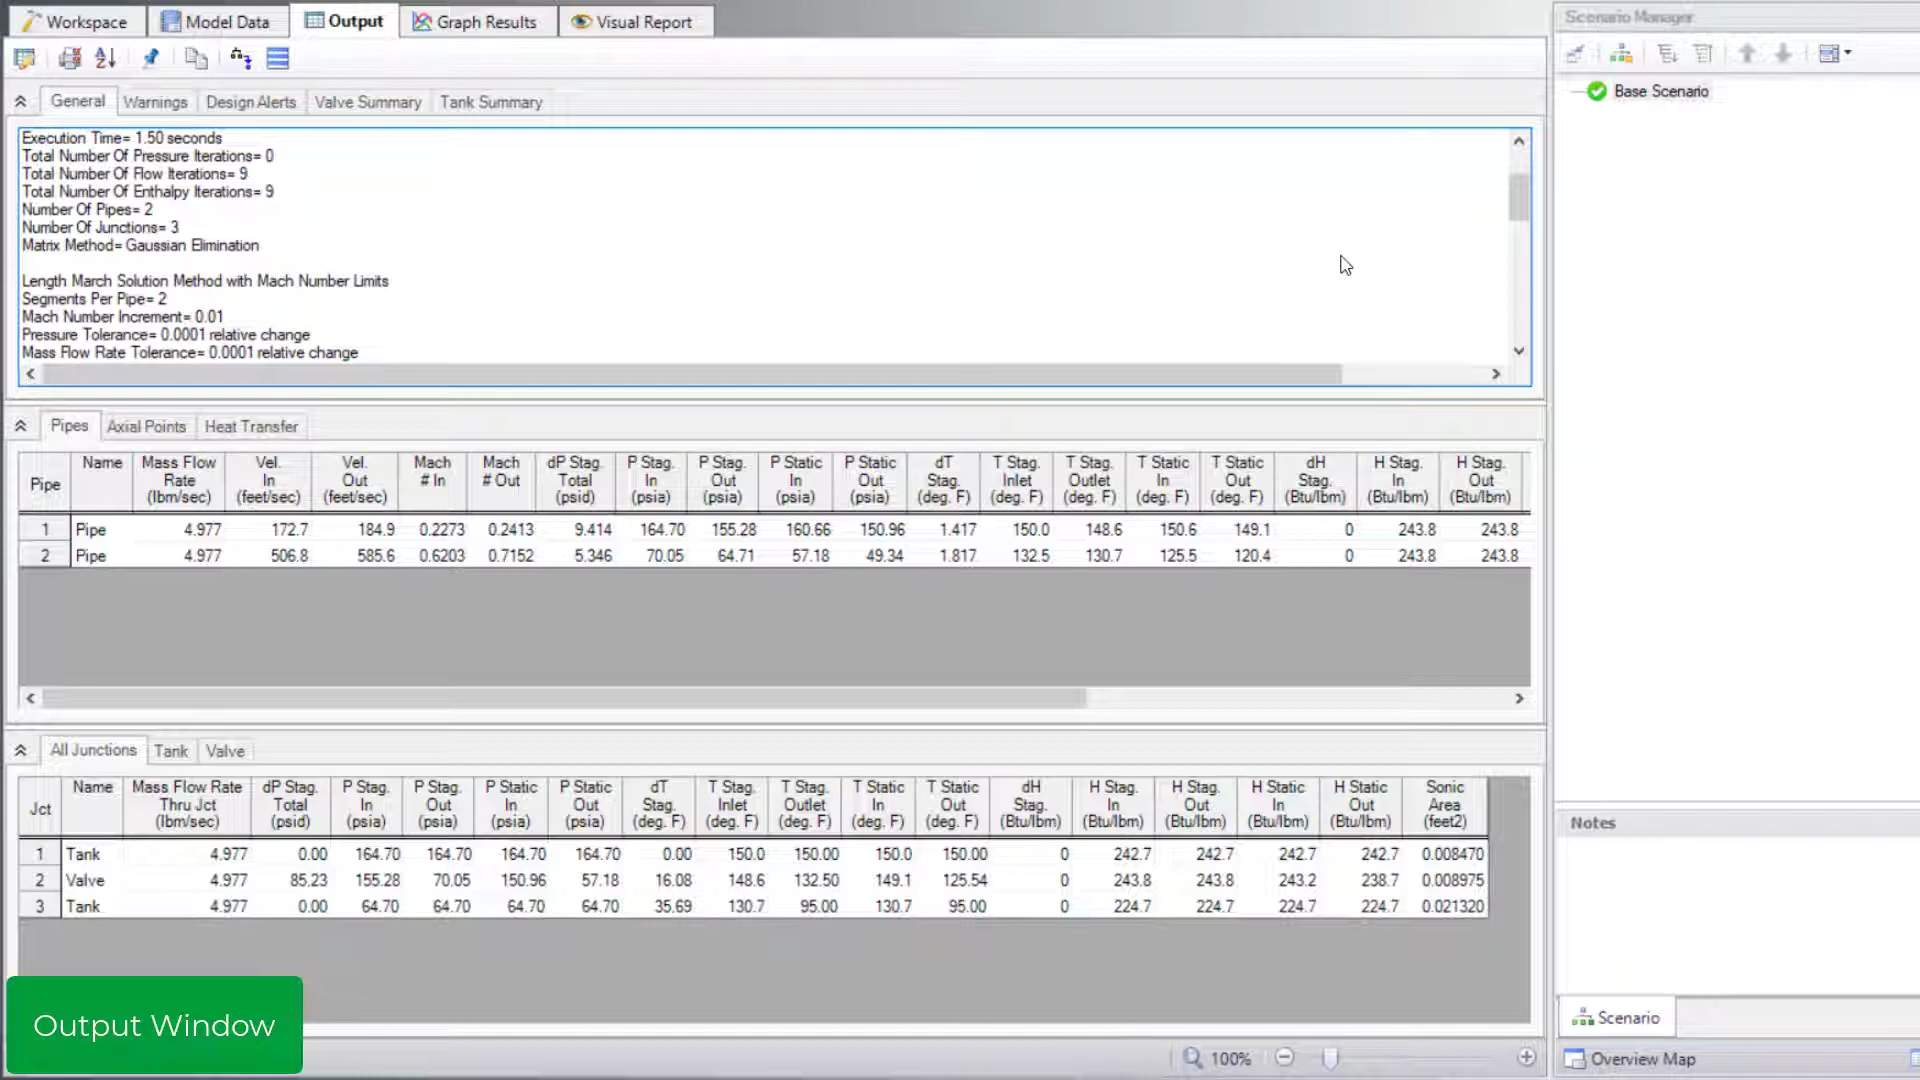 Workspace Model Data Output Graph Results Visual Report
Scenario Manager
General Warnings Design Alerts Valve Summary Tank Summary
Base Scenario
Execution Time= 1.50 seconds
Total Number Of Pressure Iterations= 0
Total Number Of Flow Iterations= 9
Total Number Of Enthalpy Iterations= 9
Number Of Pipes= 2
Number Of Junctions= 3
Matrix Method= Gaussian Elimination
Length March Solution Method with Mach Number Limits
Segments Per Pipe= 2
Mach Number Increment= 0.01
Pressure Tolerance= 0.0001 relative change
Mass Flow Rate Tolerance= 0.0001 relative change
Pipes Axial Points Heat Transfer
Pipe Name Mass Flow Rate (lbm/sec) Vel. In (feet/sec) Vel. Out (feet/sec) Mach # In Mach # Out dP Stag. Total (psid) P Stag. In (psia) P Stag. Out (psia) P Static In (psia) P Static Out (psia) dT Stag. (deg. F) T Stag. Inlet (deg. F) T Stag. Outlet (deg. F) T Static In (deg. F) T Static Out (deg. F) dH Stag. (Btu/lbm) H Stag. In (Btu/lbm) H Stag. Out (Btu/lbm)
1 Pipe 4.977 172.7 184.9 0.2273 0.2413 9.414 164.70 155.28 160.66 150.96 1.417 150.0 148.6 150.6 149.1 0 243.8 243.8
2 Pipe 4.977 506.8 585.6 0.6203 0.7152 5.346 70.05 64.71 57.18 49.34 1.817 132.5 130.7 125.5 120.4 0 243.8 243.8
All Junctions Tank Valve
Jct Name Mass Flow Rate Thru Jct (lbm/sec) dP Stag. Total (psid) P Stag. In (psia) P Stag. Out (psia) P Static In (psia) P Static Out (psia) dT Stag. (deg. F) T Stag. Inlet (deg. F) T Stag. Outlet (deg. F) T Static In (deg. F) T Static Out (deg. F) dH Stag. (Btu/lbm) H Stag. In (Btu/lbm) H Stag. Out (Btu/lbm) H Static In (Btu/lbm) H Static Out (Btu/lbm) Sonic Area (feet2)
1 Tank 4.977 0.00 164.70 164.70 164.70 164.70 0.00 150.0 150.00 150.0 150.00 0 242.7 242.7 242.7 242.7 0.008470
2 Valve 4.977 85.23 155.28 70.05 150.96 57.18 16.08 148.6 132.50 149.1 125.54 0 243.8 243.8 243.2 238.7 0.008975
3 Tank 4.977 0.00 64.70 64.70 64.70 64.70 35.69 130.7 95.00 130.7 95.00 0 224.7 224.7 224.7 224.7 0.021320
Notes
Output Window
Scenario
100%
Overview Map